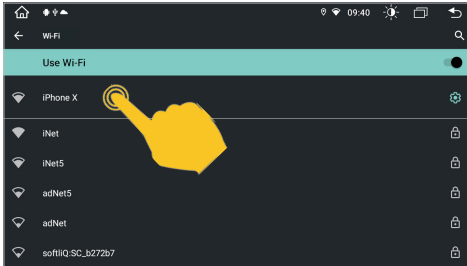 09:40
Wi-Fi
Use Wi-Fi
iPhone X
iNet
iNet5
adNet5
adNet
softliQ:SC_b272b7